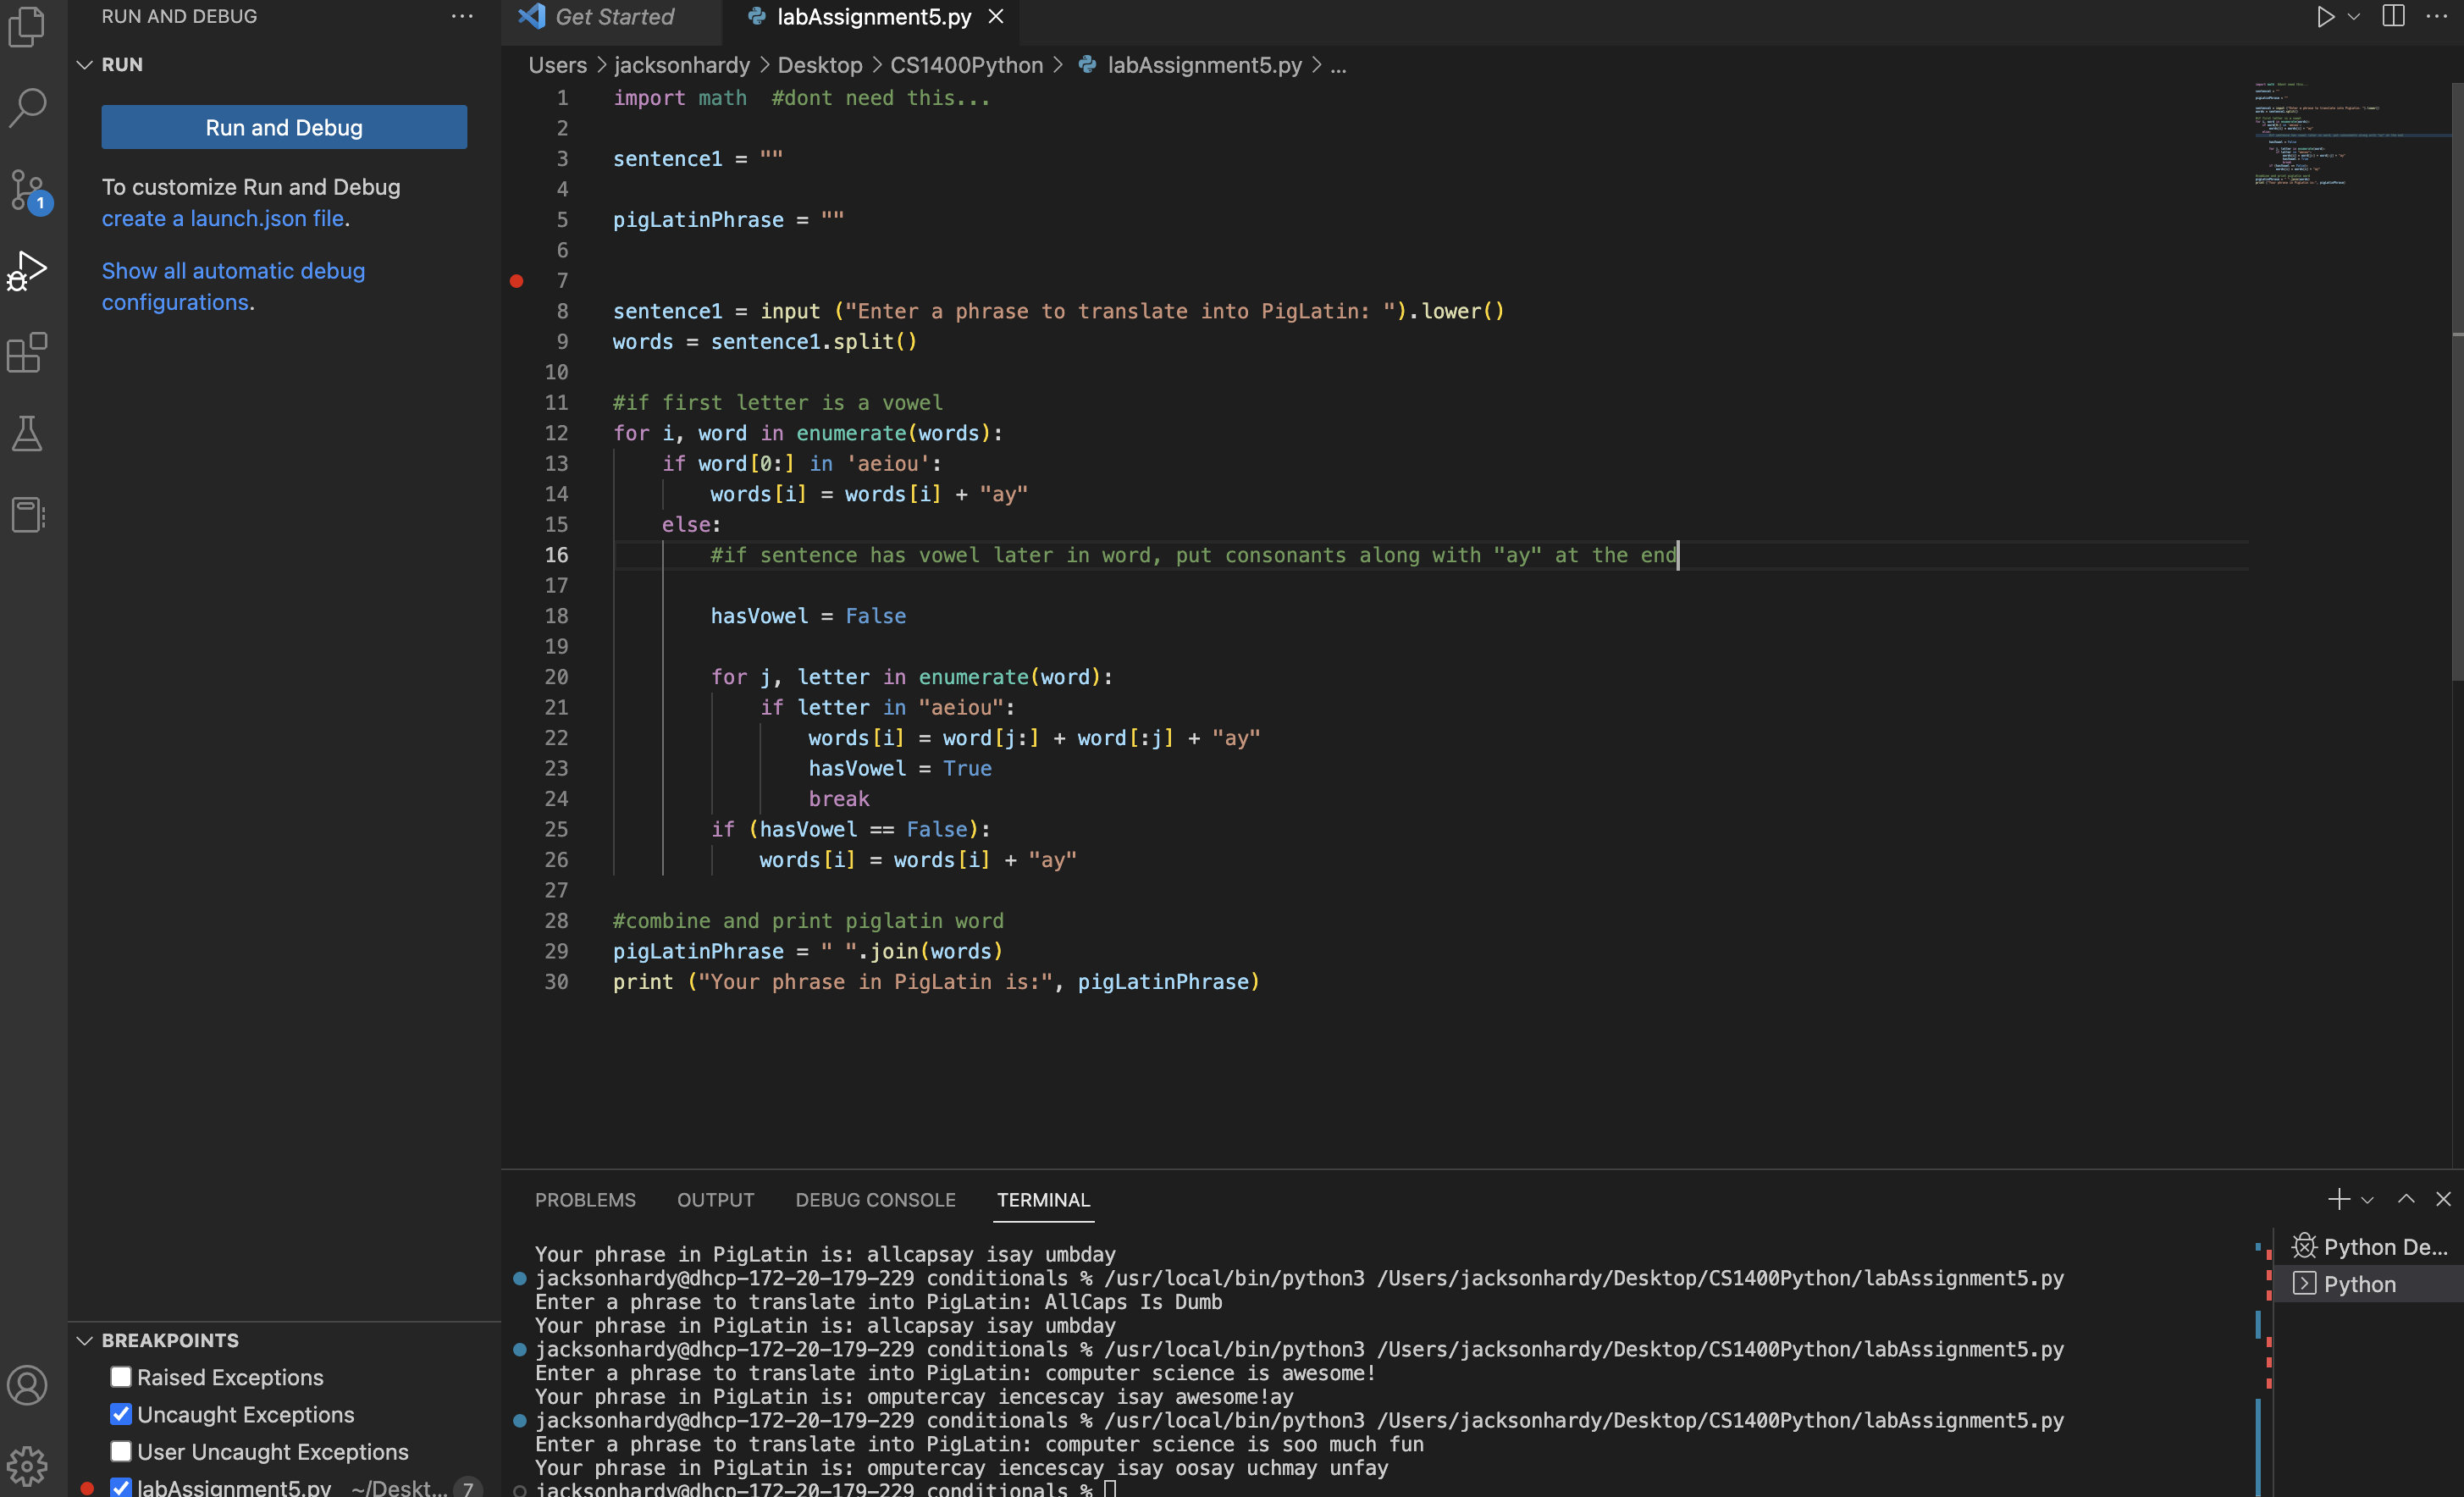 RUN AND DEBUG
RUN
Run and Debug
To customize Run and Debug
create a launch.json file.
Show all automatic debug
configurations.
1
Get Started
labAssignment5.py
Users > jacksonhardy > Desktop > CS1400Python > labAssignment5.py > ...
1 import math  #dont need this...
2
3 sentence1 = ""
4
5 pigLatinPhrase = ""
6
7
8 sentence1 = input ("Enter a phrase to translate into PigLatin: ").lower()
9 words = sentence1.split()
10
11 #if first letter is a vowel
12 for i, word in enumerate(words):
13     if word[0:] in 'aeiou':
14         words[i] = words[i] + "ay"
15     else:
16         #if sentence has vowel later in word, put consonants along with "ay" at the end
17
18         hasVowel = False
19
20         for j, letter in enumerate(word):
21             if letter in "aeiou":
22                 words[i] = word[j:] + word[:j] + "ay"
23                 hasVowel = True
24                 break
25         if (hasVowel == False):
26             words[i] = words[i] + "ay"
27
28 #combine and print piglatin word
29 pigLatinPhrase = " ".join(words)
30 print ("Your phrase in PigLatin is:", pigLatinPhrase)
PROBLEMS OUTPUT DEBUG CONSOLE TERMINAL
Your phrase in PigLatin is: allcapsay isay umbday
jacksonhardy@dhcp-172-20-179-229 conditionals % /usr/local/bin/python3 /Users/jacksonhardy/Desktop/CS1400Python/labAssignment5.py
Enter a phrase to translate into PigLatin: AllCaps Is Dumb
Your phrase in PigLatin is: allcapsay isay umbday
jacksonhardy@dhcp-172-20-179-229 conditionals % /usr/local/bin/python3 /Users/jacksonhardy/Desktop/CS1400Python/labAssignment5.py
Enter a phrase to translate into PigLatin: computer science is awesome!
Your phrase in PigLatin is: omputercay iencescay isay awesome!ay
jacksonhardy@dhcp-172-20-179-229 conditionals % /usr/local/bin/python3 /Users/jacksonhardy/Desktop/CS1400Python/labAssignment5.py
Enter a phrase to translate into PigLatin: computer science is soo much fun
Your phrase in PigLatin is: omputercay iencescay isay oosay uchmay unfay
jacksonhardy@dhcp-172-20-179-229 conditionals %
Python De...
Python
BREAKPOINTS
Raised Exceptions
Uncaught Exceptions
User Uncaught Exceptions
labAssignment5.py ~/Deskt... 7